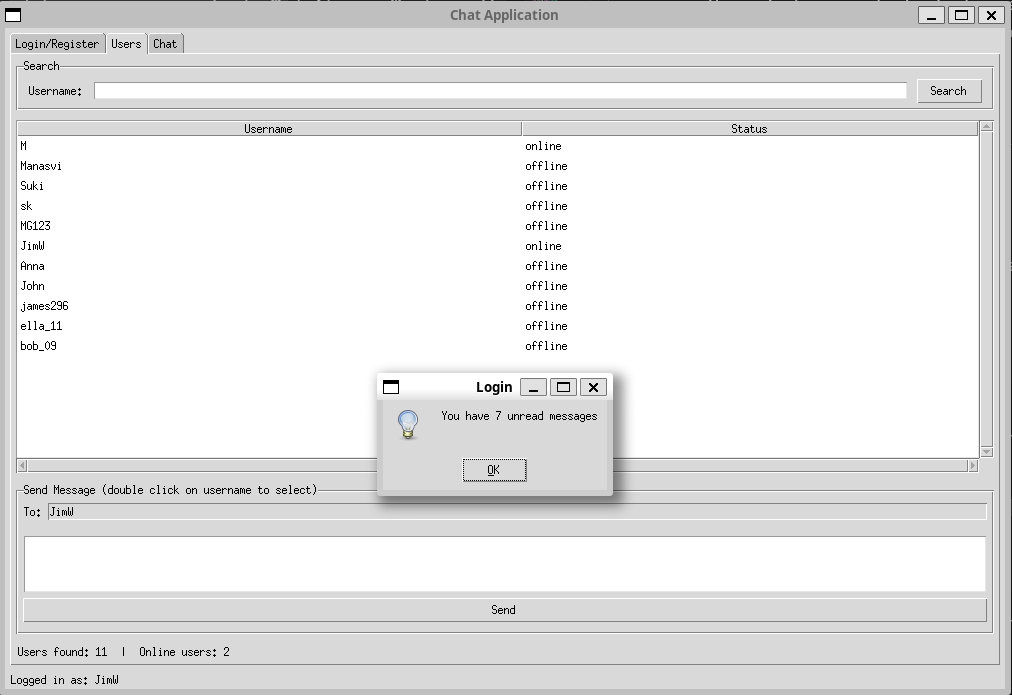 Chat Application
Login/Register Users Chat
Search
Username: Search
Username Status
M online
Manasvi offline
Suki offline
sk offline
MG123 offline
JimW online
Anna offline
John offline
james296 offline
ella_11 offline
bob_09 offline
Login
You have 7 unread messages
OK
Send Message (double click on username to select)
To: JimW
Send
Users found: 11 | Online users: 2
Logged in as: JimW